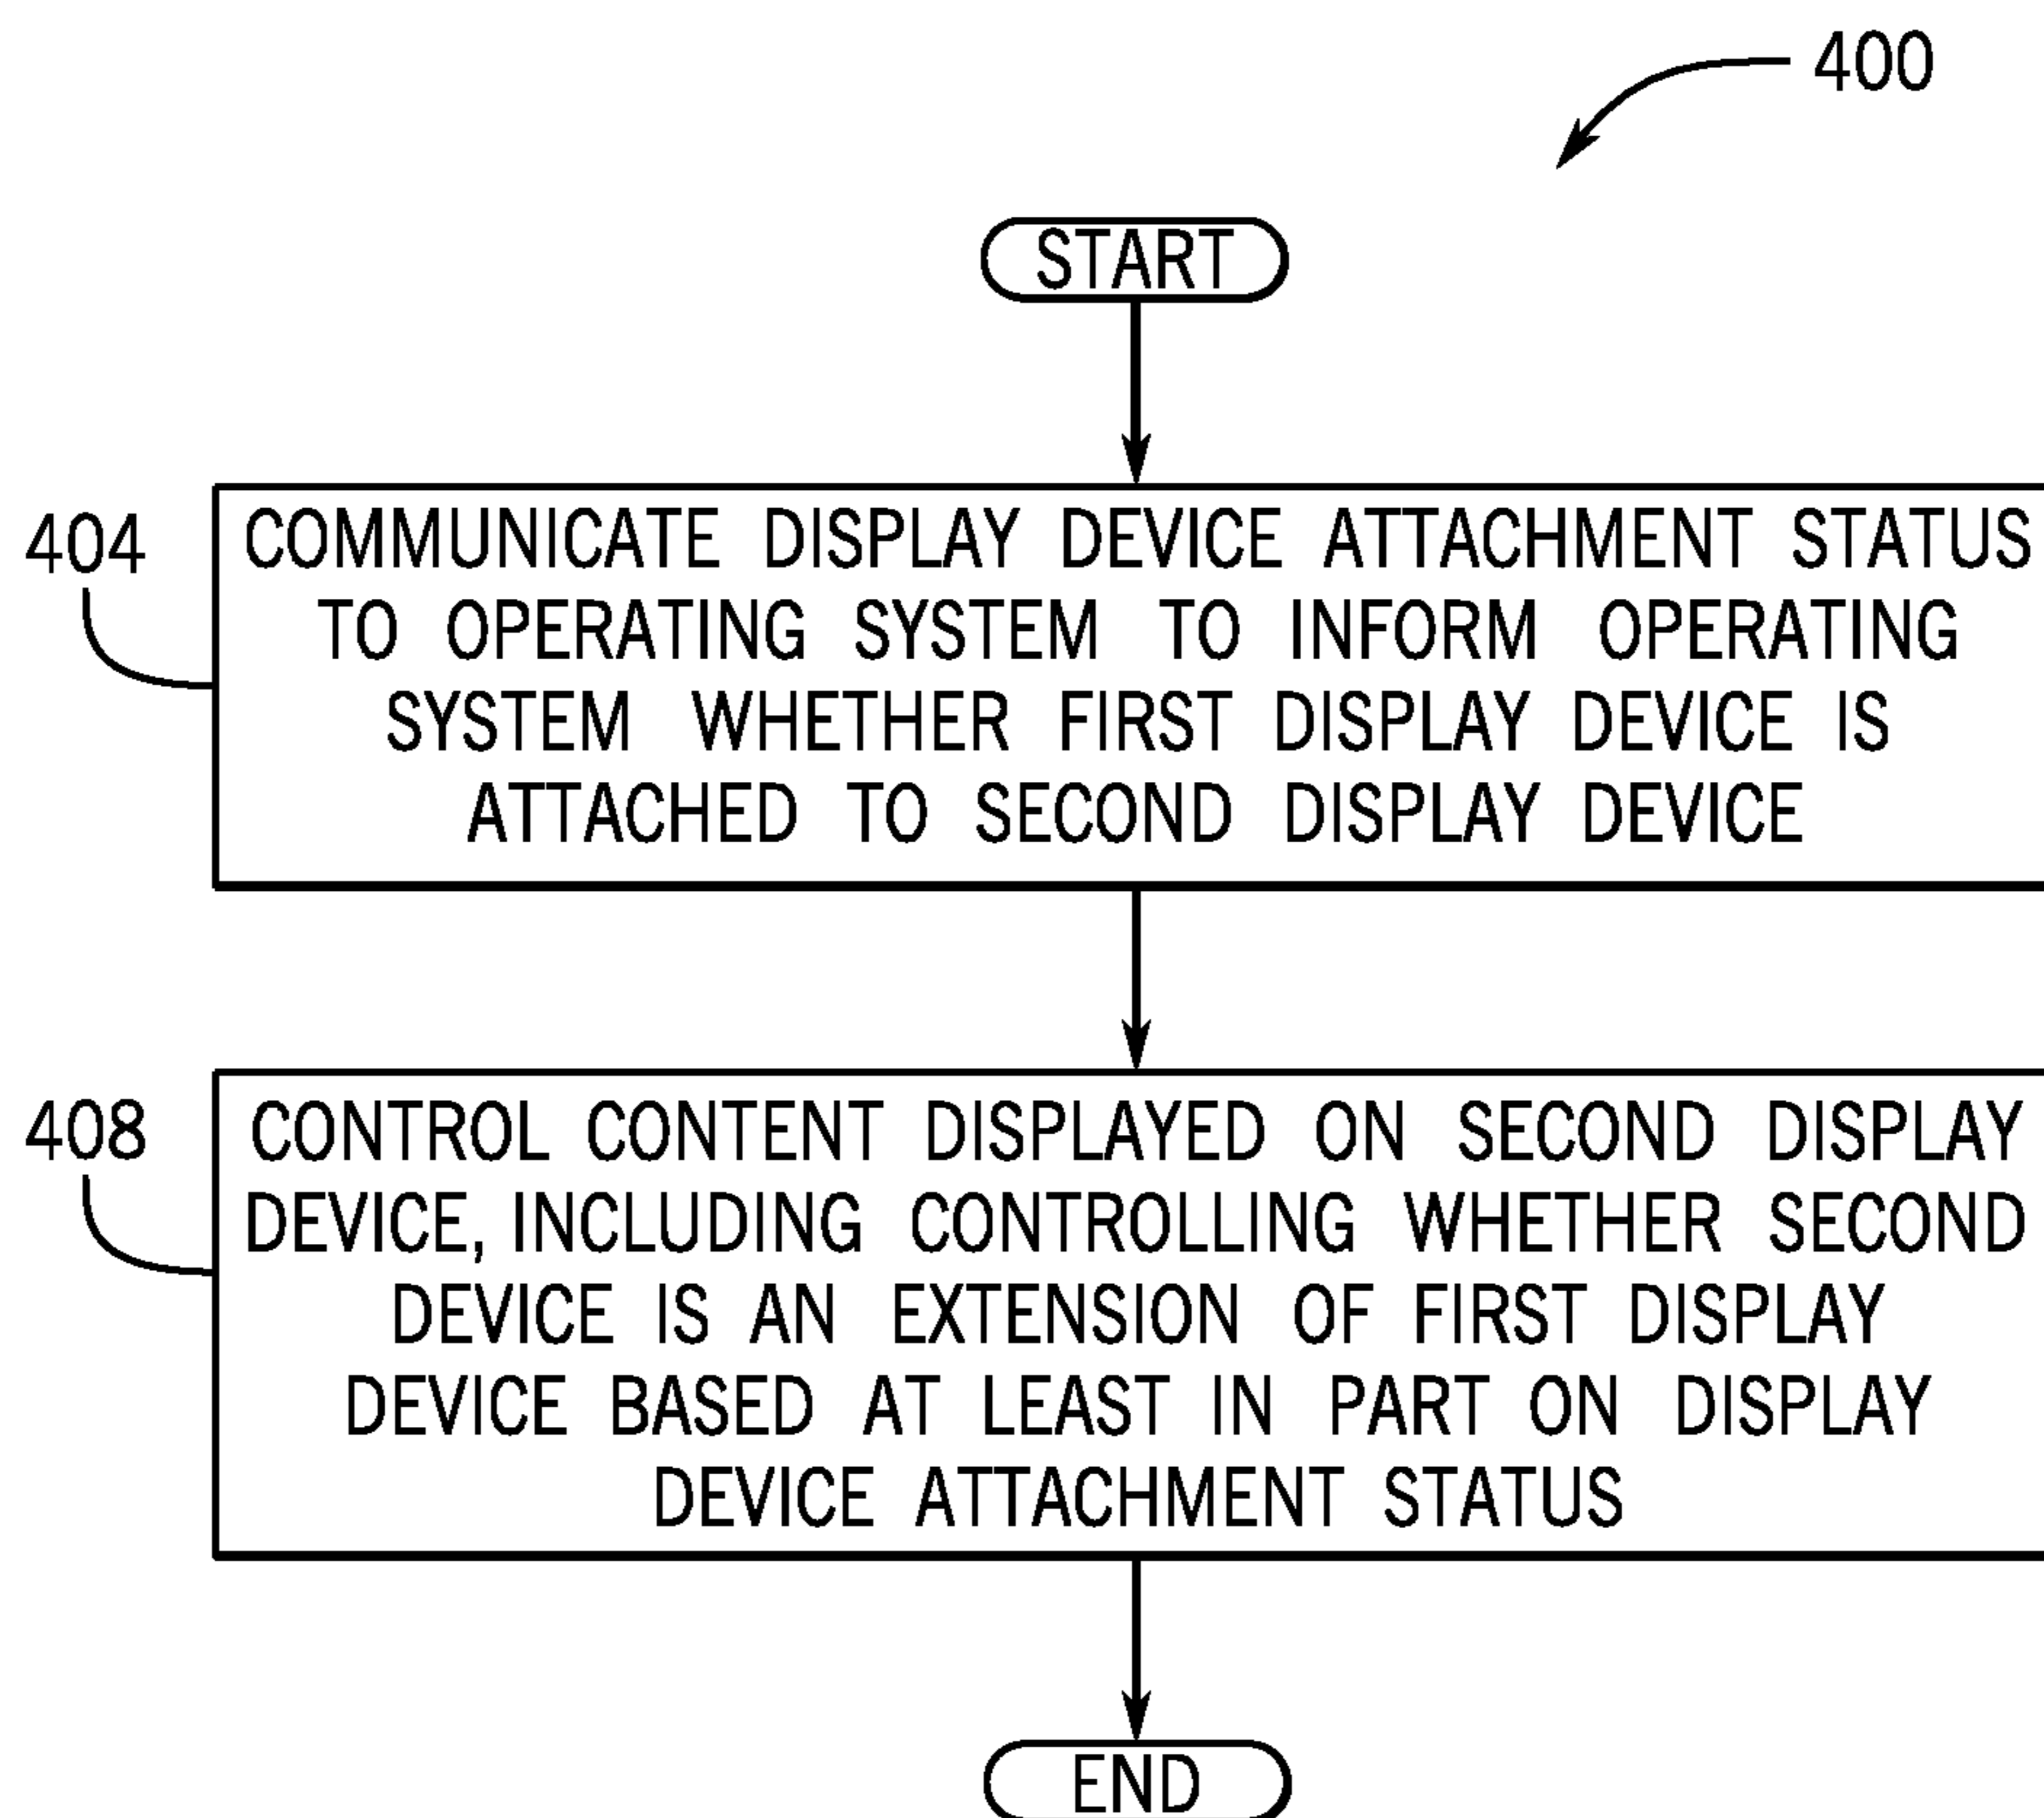 400
START
404
COMMUNICATE DISPLAY DEVICE ATTACHMENT STATUS
TO OPERATING SYSTEM TO INFORM OPERATING
SYSTEM WHETHER FIRST DISPLAY DEVICE IS
ATTACHED TO SECOND DISPLAY DEVICE
408
CONTROL CONTENT DISPLAYED ON SECOND DISPLAY
DEVICE, INCLUDING CONTROLLING WHETHER SECOND
DEVICE IS AN EXTENSION OF FIRST DISPLAY
DEVICE BASED AT LEAST IN PART ON DISPLAY
DEVICE ATTACHMENT STATUS
END